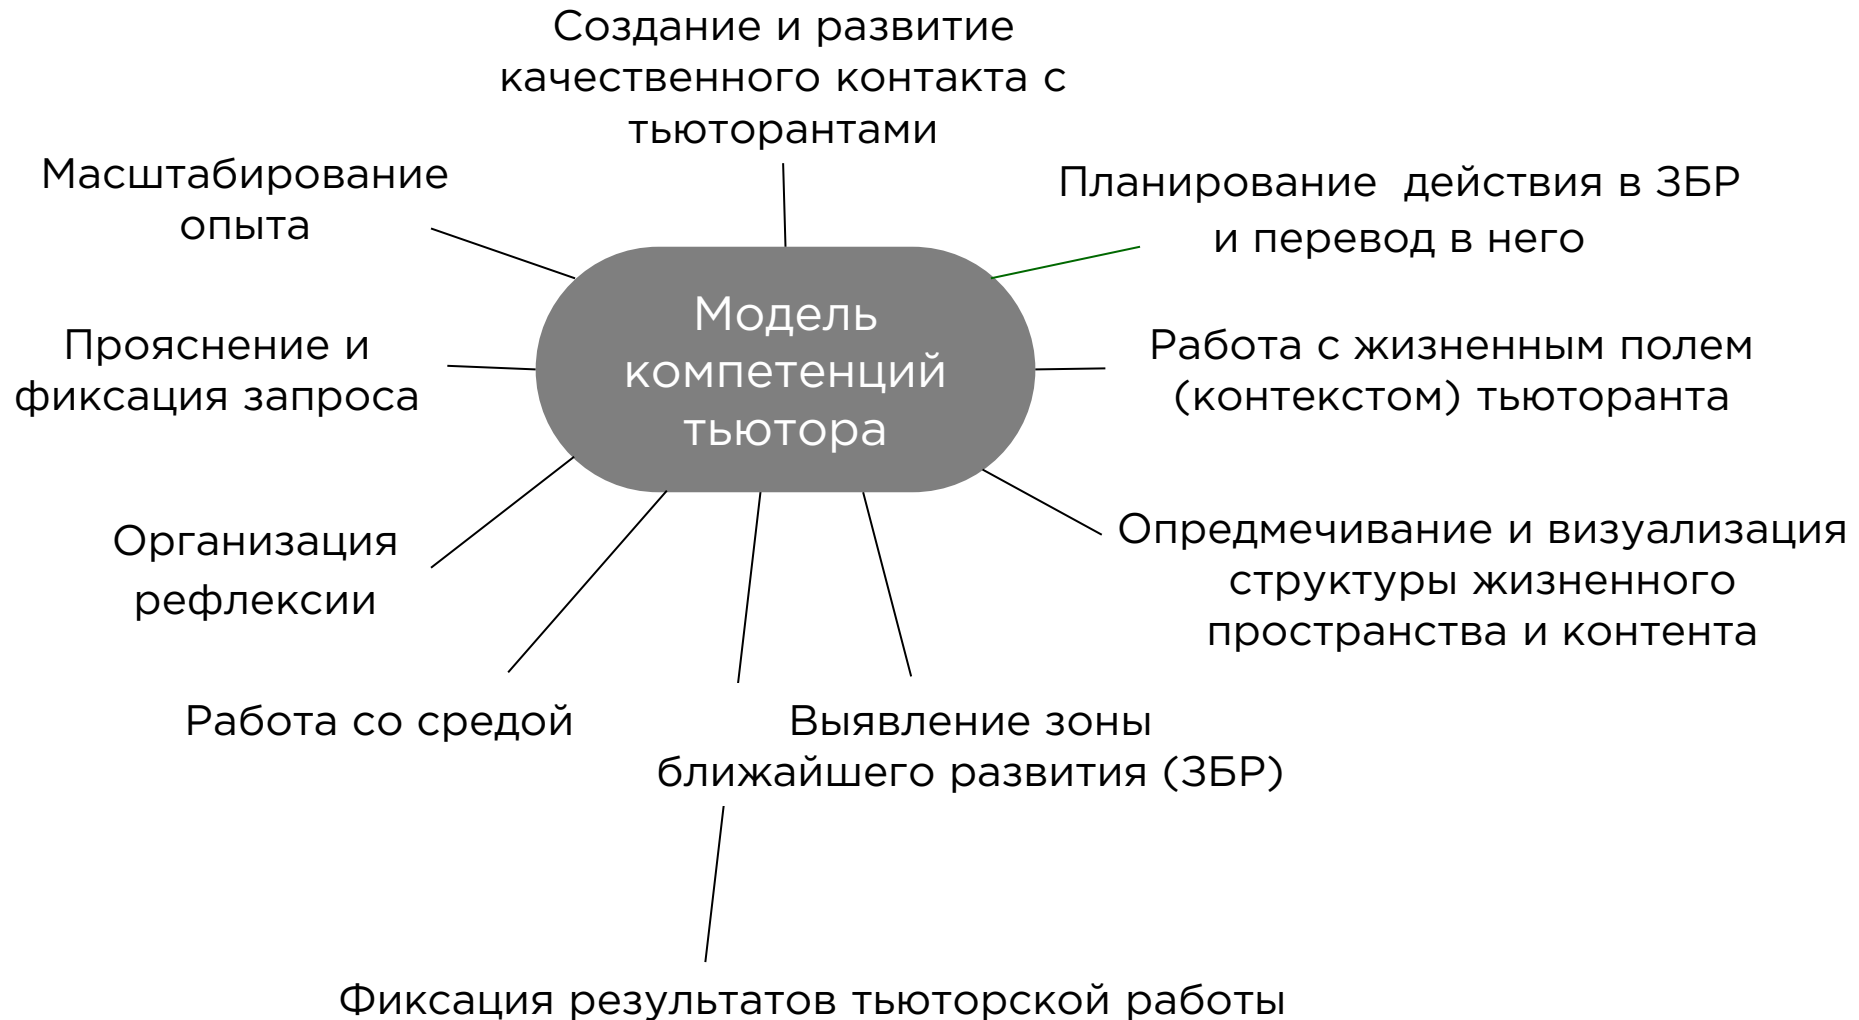 Создание и развитие
качественного контакта с
тьюторантами
Масштабирование
опыта
Планирование действия в ЗБР
и перевод в него
Модель
компетенций
тьютора
Прояснение и
фиксация запроса
Работа с жизненным полем
(контекстом) тьюторанта
Организация
рефлексии
Опредмечивание и визуализация
структуры жизненного
пространства и контента
Работа со средой
Выявление зоны
ближайшего развития (ЗБР)
Фиксация результатов тьюторской работы